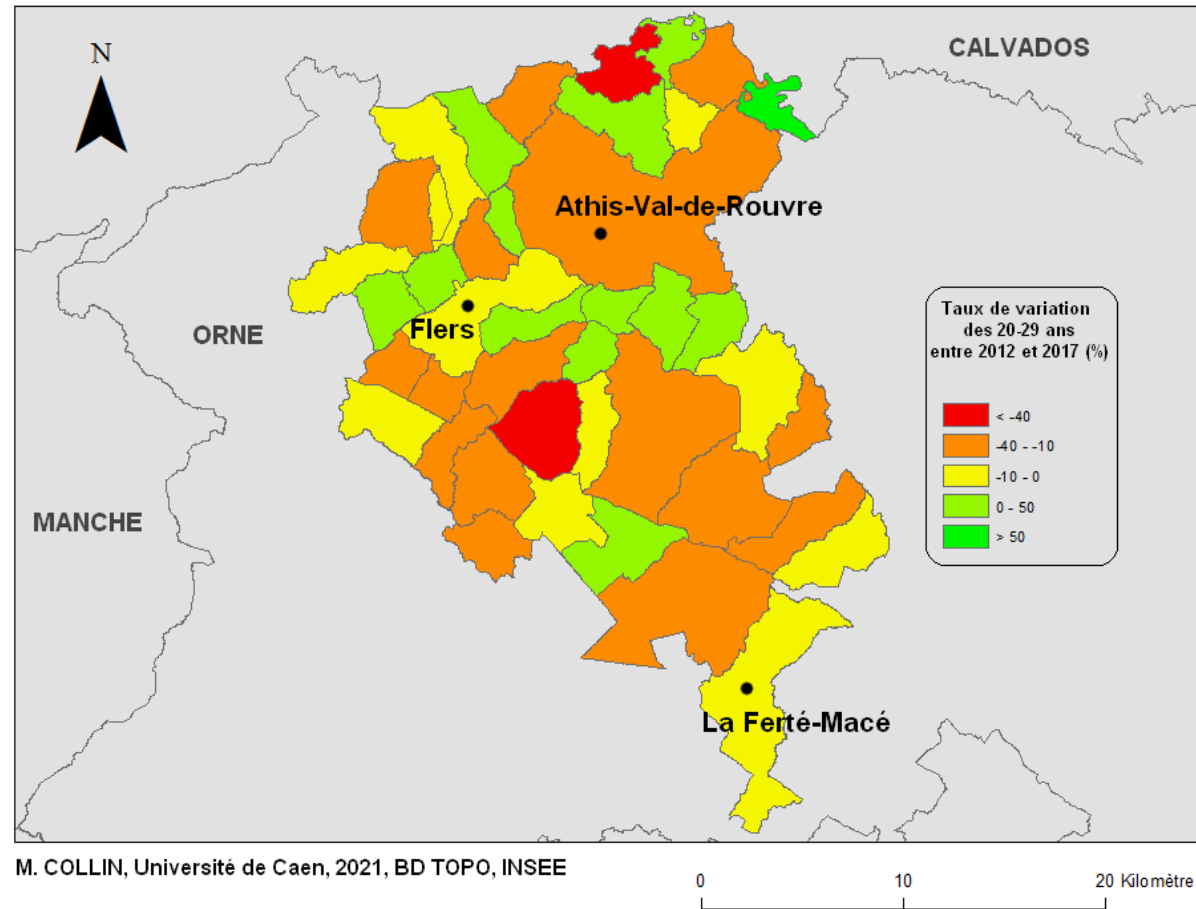 N
CALVADOS
Athis-Val-de-Rouvre
Flers
ORNE
MANCHE
La Ferté-Macé
Taux de variation
des 20-29 ans
entre 2012 et 2017 (%)
< -40
-40 - -10
-10 - 0
0 - 50
> 50
M. COLLIN, Université de Caen, 2021, BD TOPO, INSEE
0 10 20 Kilomètre